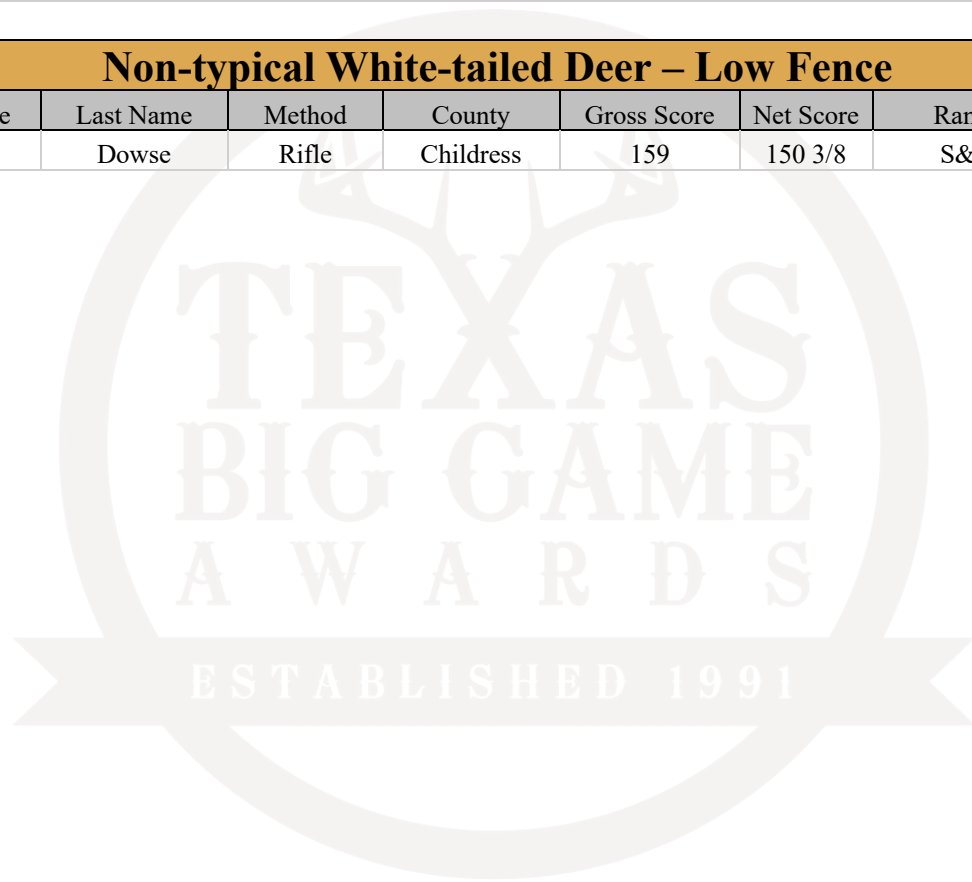 Non-typical White-tailed Deer – Low Fence
e Last Name Method County Gross Score Net Score Ran
Dowse Rifle Childress 159 150 3/8 S&
TEXAS
BIG GAME
AWARDS
ESTABLISHED 1991